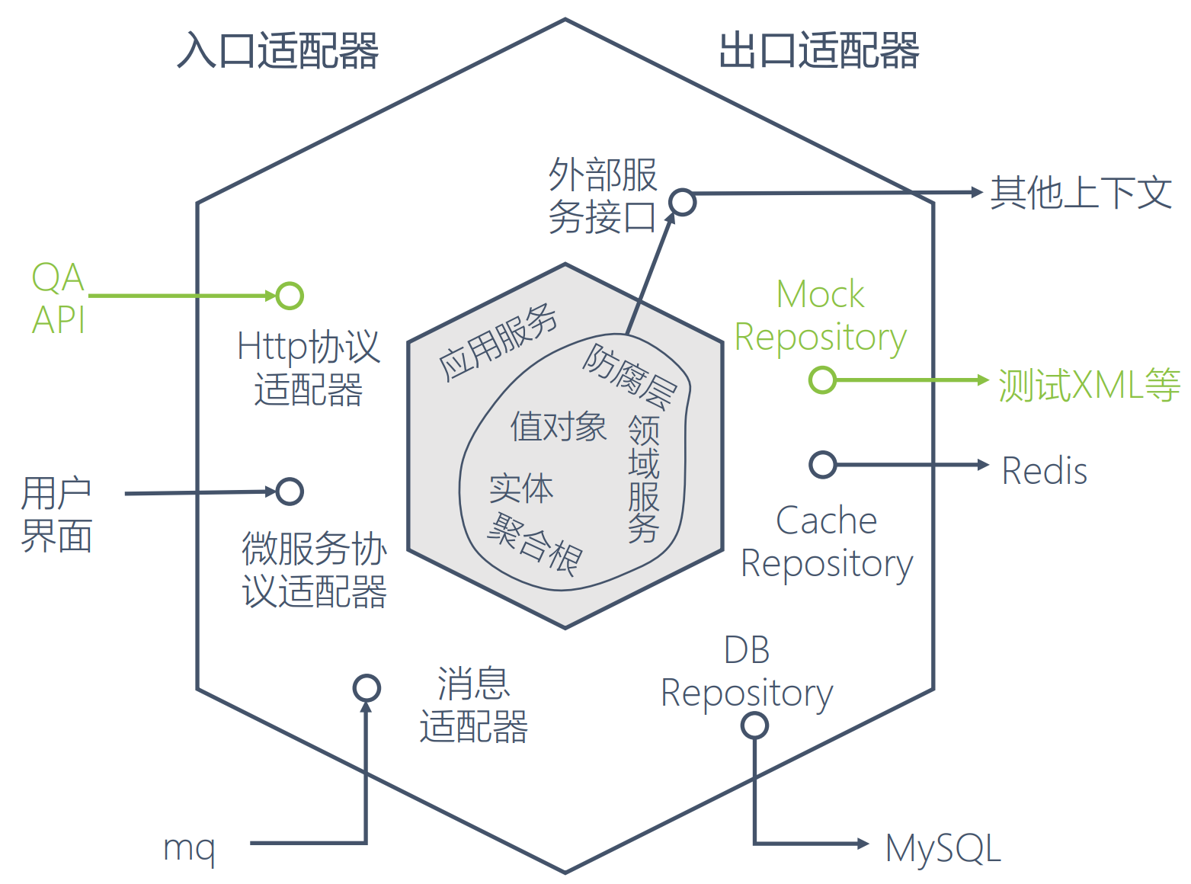 入口适配器
出口适配器
外部服
务接口
其他上下文
QA
API
Http协议
适配器
应用服务
防腐层
值对象
领域服务
实体
聚合根
Mock
Repository
测试XML等
用户
界面
微服务协
议适配器
Redis
Cache
Repository
消息
适配器
DB
Repository
mq
MySQL